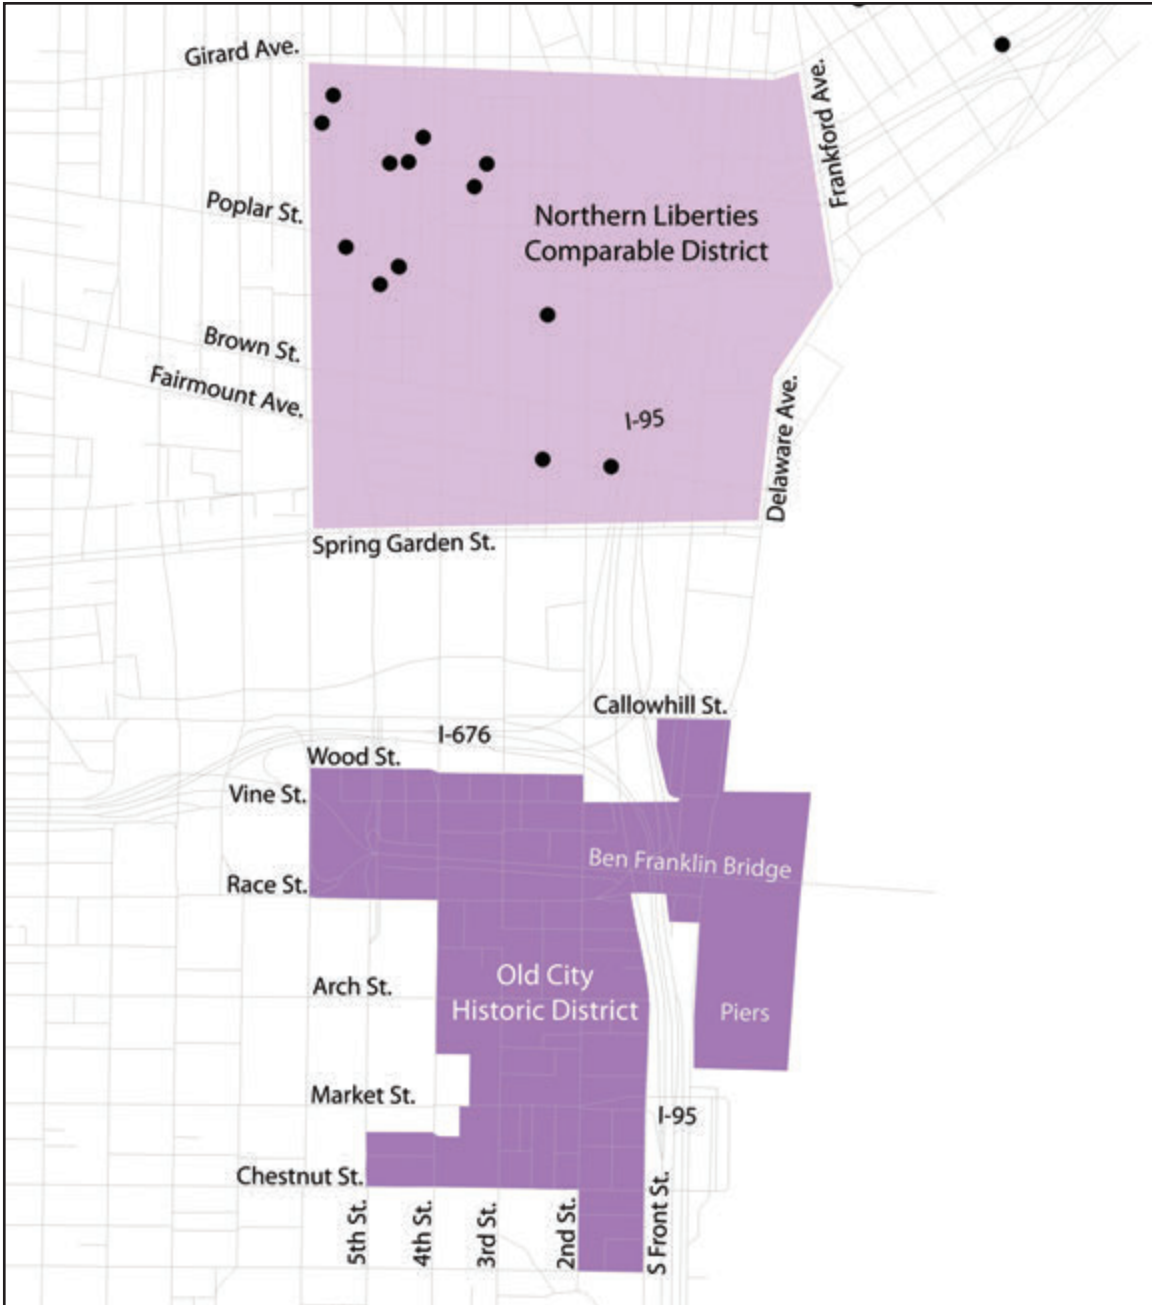 Girard Ave.
Frankford Ave.
Poplar St.
Northern Liberties
Comparable District
Brown St.
Fairmount Ave.
I-95
Delaware Ave.
Spring Garden St.
Callowhill St.
I-676
Wood St.
Vine St.
Ben Franklin Bridge
Race St.
Old City
Historic District
Arch St.
Piers
Market St.
I-95
Chestnut St.
5th St.
4th St.
3rd St.
2nd St.
S Front St.